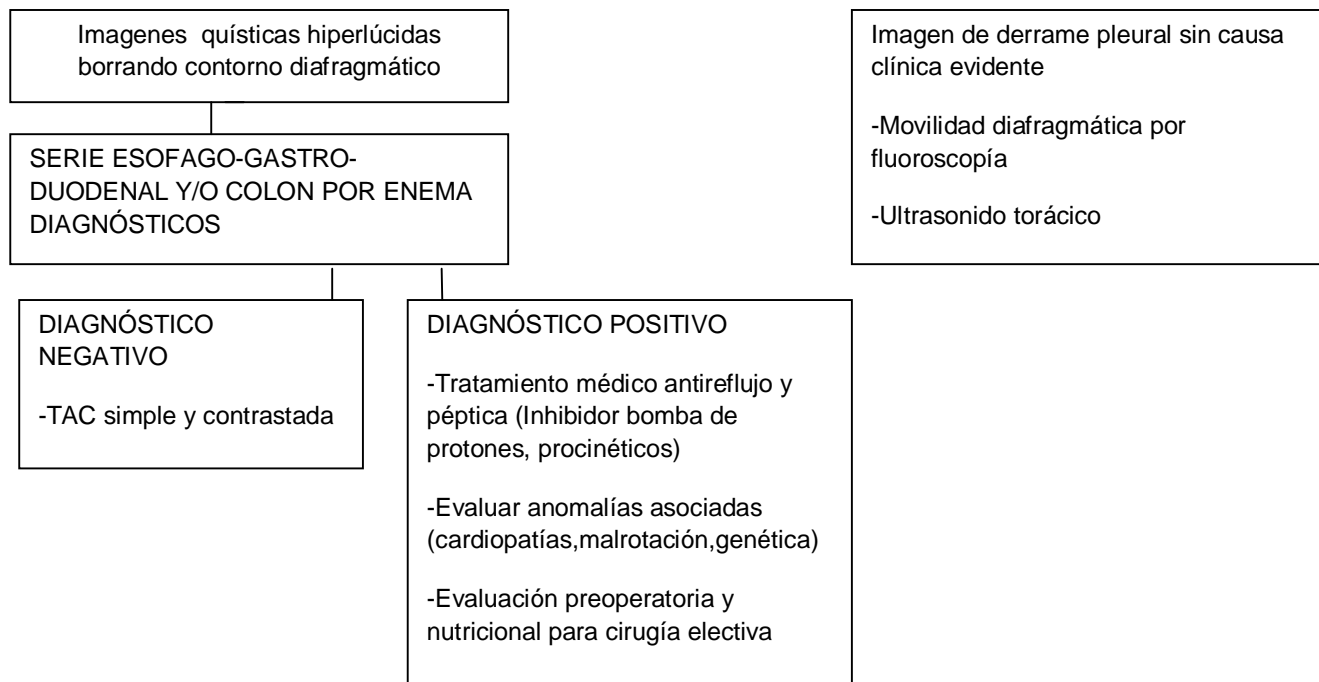 Imagenes quísticas hiperlúcidas
borrando contorno diafragmático
Imagen de derrame pleural sin causa
clínica evidente
-Movilidad diafragmática por
fluoroscopía
-Ultrasonido torácico
SERIE ESOFAGO-GASTRO-
DUODENAL Y/O COLON POR ENEMA
DIAGNÓSTICOS
DIAGNÓSTICO
NEGATIVO
-TAC simple y contrastada
DIAGNÓSTICO POSITIVO
-Tratamiento médico antireflujo y
péptica (Inhibidor bomba de
protones, procinéticos)
-Evaluar anomalías asociadas
(cardiopatías,malrotación,genética)
-Evaluación preoperatoria y
nutricional para cirugía electiva